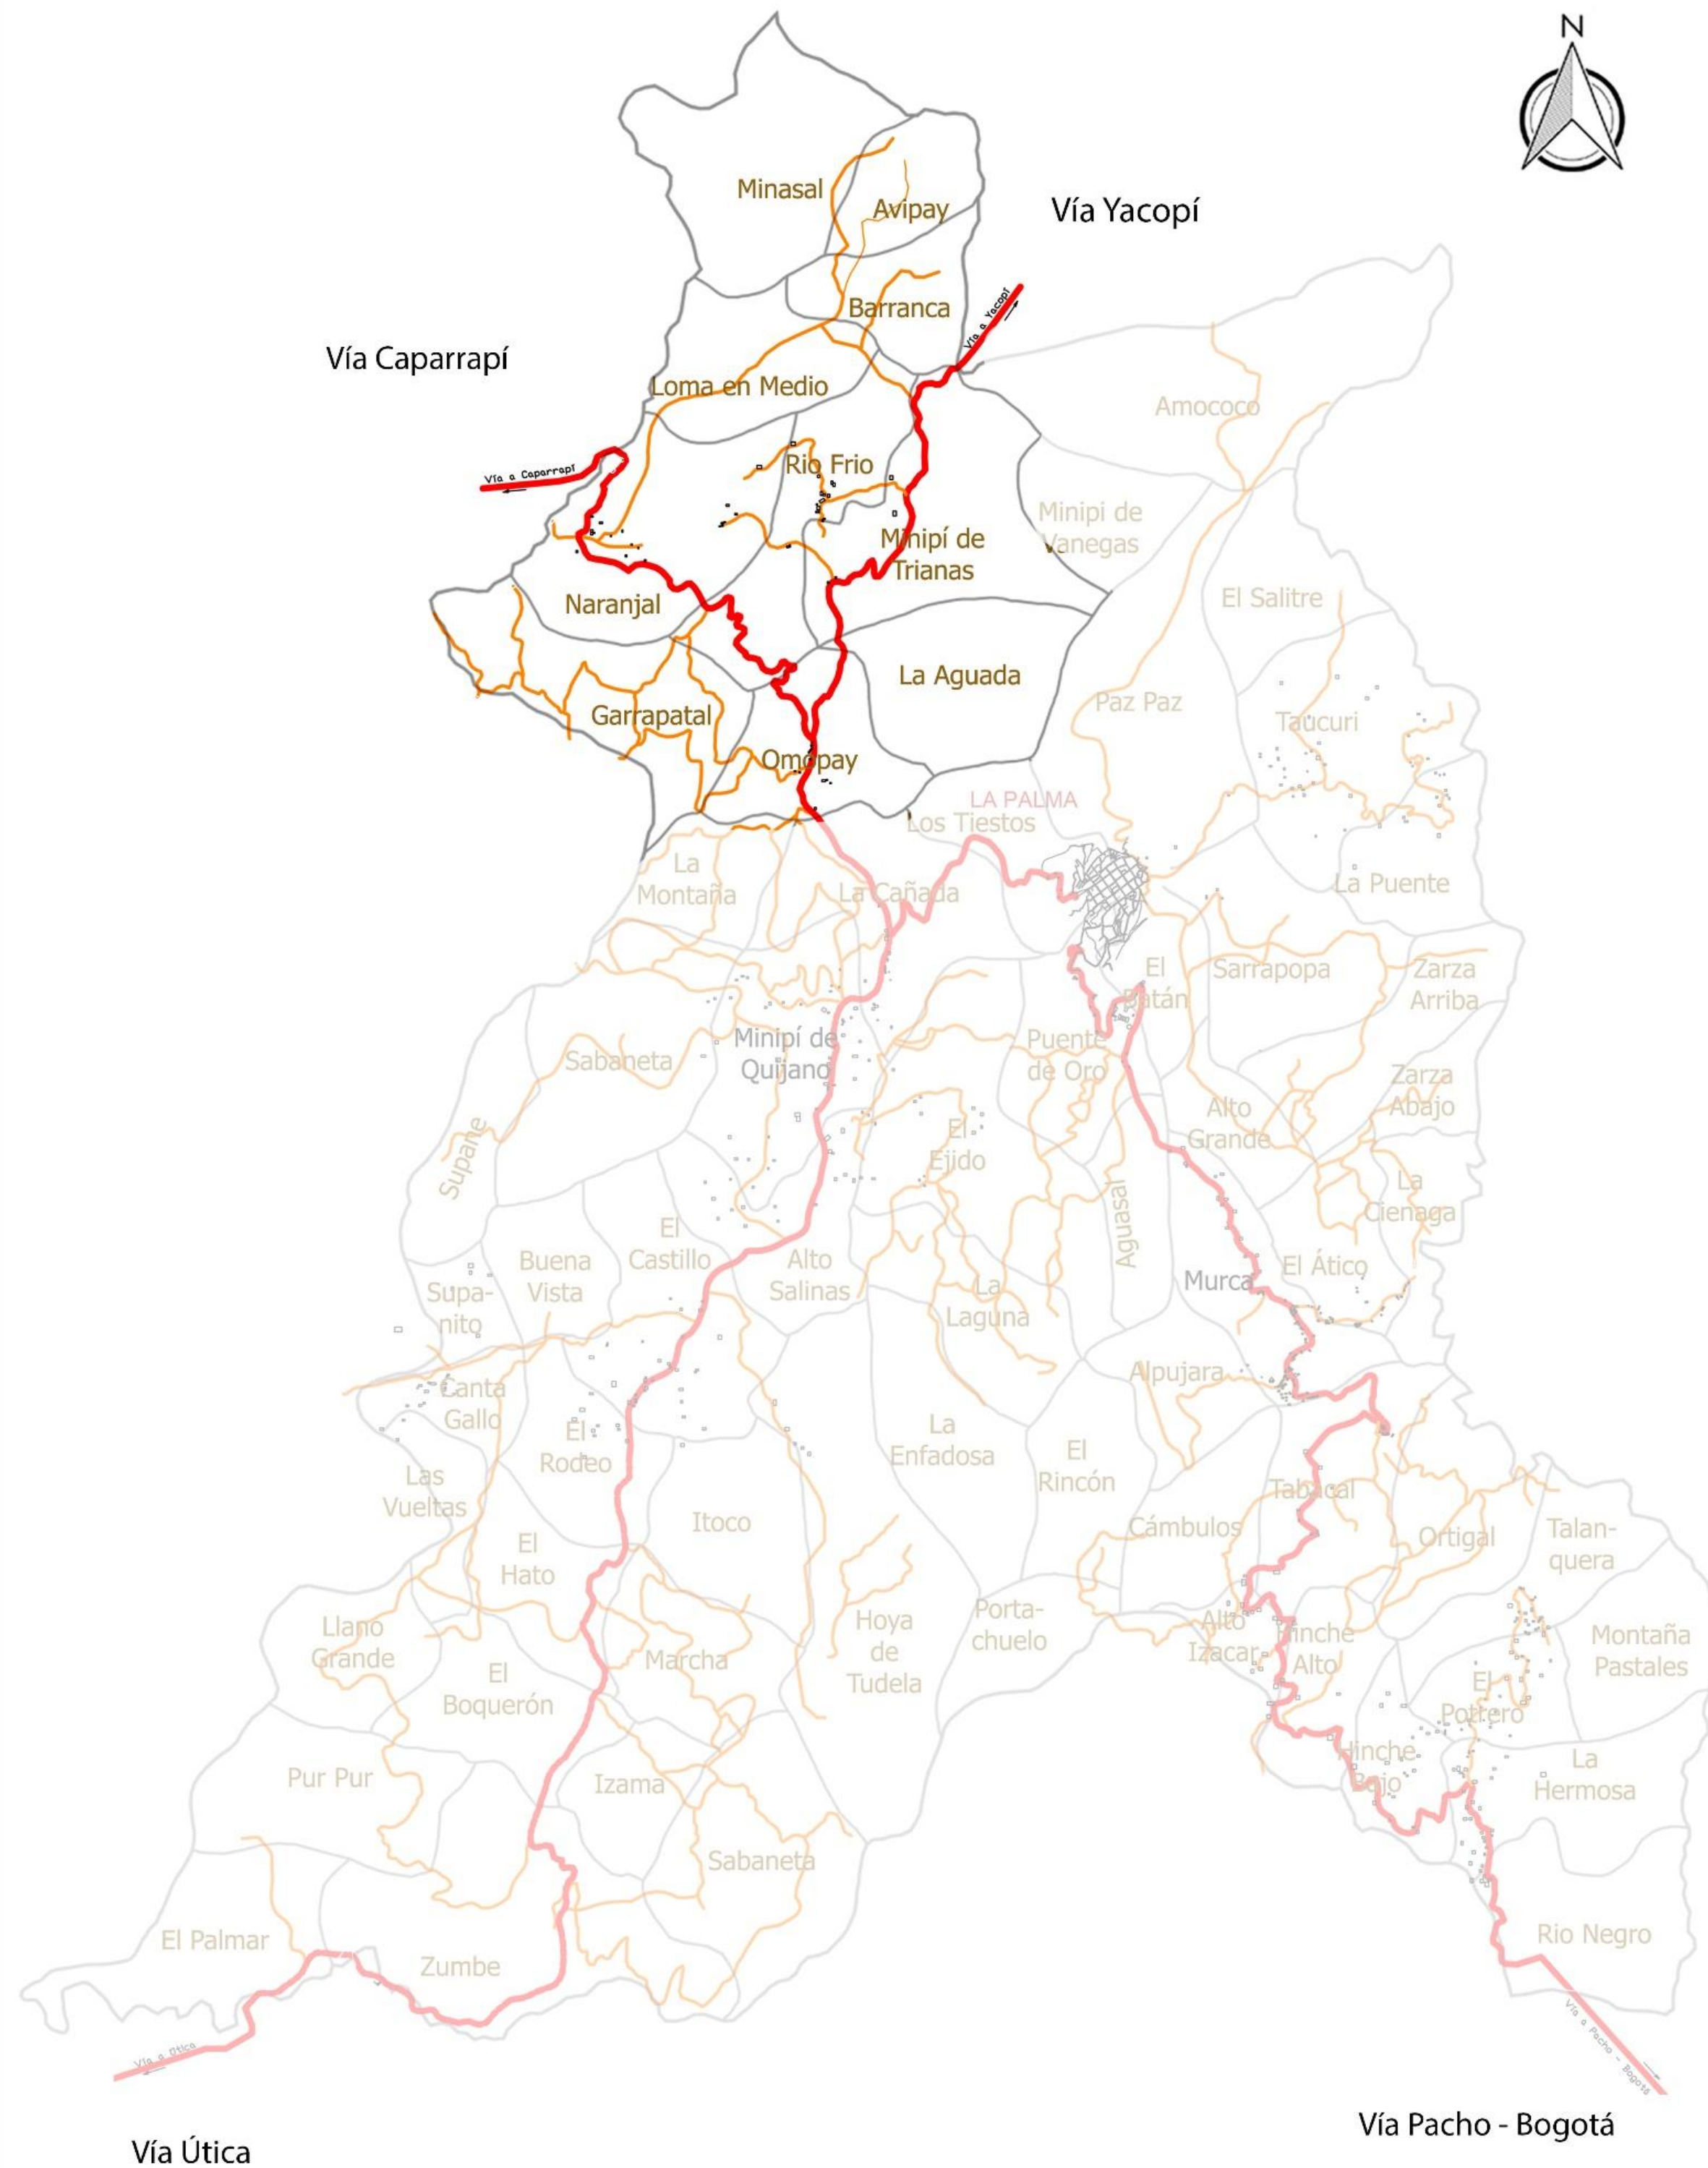 N
Minasal
Avipay
Vía Yacopí
Barranca
Vía a Yacopí
Vía Caparrapí
Loma en Medio
Amococo
Rio Frio
Vía a Caparrapí
Minipi de
Vanegas
Minipí de
Trianas
El Salitre
Naranjal
La Aguada
Paz Paz
Garrapatal
Taucuri
Omopay
LA PALMA
Los Tiestos
La
Montaña
La Cañada
La Puente
El
Batán
Sarrapopa
Zarza
Arriba
Minipí de
Quijano
Sabaneta
Puente
de Oro
Zarza
Abajo
Alto
Grande
Supane
El
Ejido
La
Cienaga
Aguasal
El
Castillo
Buena
Vista
Alto
Salinas
El Ático
Murca
Supa-
nito
La
Laguna
Alpujara
Canta
Gallo
El
Rodeo
La
Enfadosa
El
Rincón
Las
Vueltas
Tabacal
Itoco
Cámbulos
Ortigal
Talan-
quera
El
Hato
Llano
Grande
Hoya
de
Tudela
Porta-
chuelo
Alto
Izacar
Hinche
Alto
Montaña
Pastales
Marcha
El
Boquerón
El
Potrero
Hinche
Bajo
La
Hermosa
Pur Pur
Izama
Sabaneta
El Palmar
Zumbe
Rio Negro
Vía a Utica
Vía a Pacho - Bogotá
Vía Pacho - Bogotá
Vía Útica